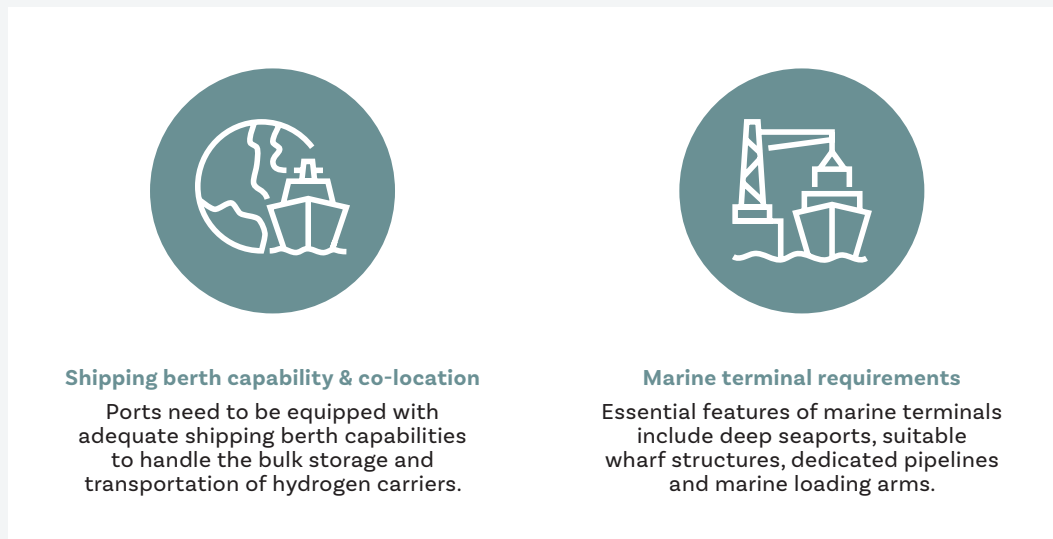 Shipping berth capability & co-location
Ports need to be equipped with
adequate shipping berth capabilities
to handle the bulk storage and
transportation of hydrogen carriers.
Marine terminal requirements
Essential features of marine terminals
include deep seaports, suitable
wharf structures, dedicated pipelines
and marine loading arms.